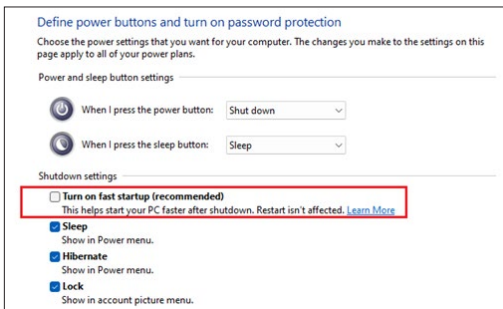 Define power buttons and turn on password protection
Choose the power settings that you want for your computer. The changes you make to the settings on this
page apply to all of your power plans.
Power and sleep button settings
When I press the power button: Shut down
When I press the sleep button: Sleep
Shutdown settings
Turn on fast startup (recommended)
This helps start your PC faster after shutdown. Restart isn't affected. Learn More
Sleep
Show in Power menu.
Hibernate
Show in Power menu.
Lock
Show in account picture menu.